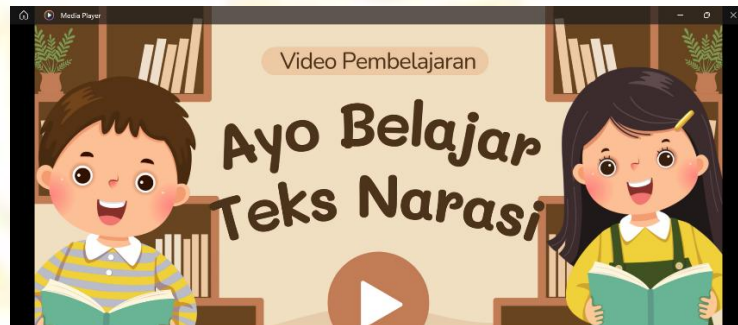 Media Player
Video Pembelajaran
Ayo Belajar
Teks Narasi